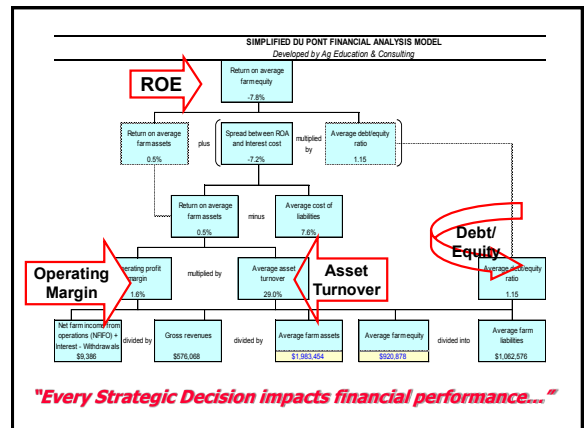 SIMPLIFIED DU PONT FINANCIAL ANALYSIS MODEL
Developed by Ag Education & Consulting
ROE
Return on average
farm equity
-7.8%
Return on average
farm assets
0.5%
plus
Spread between ROA
and Interest cost
-7.2%
multiplied
by
Average debt/equity
ratio
1.15
Return on average
farm assets
0.5%
minus
Average cost of
liabilities
7.6%
Debt/
Equity
Operating
Margin
Operating profit
margin
1.6%
multiplied by
Average asset
turnover
29.0%
Asset
Turnover
Average debt/equity
ratio
1.15
Net farm income from
operations (NFIFO) +
Interest - Withdrawals
$9,386
divided by
Gross revenues
$576,068
divided by
Average farm assets
$1,983,454
Average farm equity
$920,878
divided into
Average farm
liabilities
$1,062,576
"Every Strategic Decision impacts financial performance..."